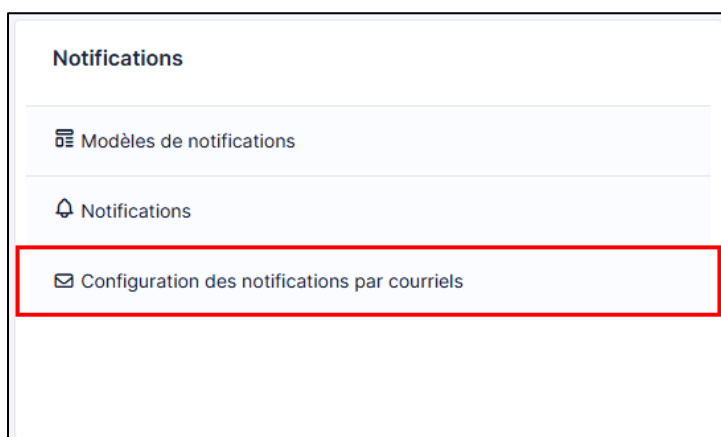 Notifications
Modèles de notifications
Notifications
Configuration des notifications par courriels